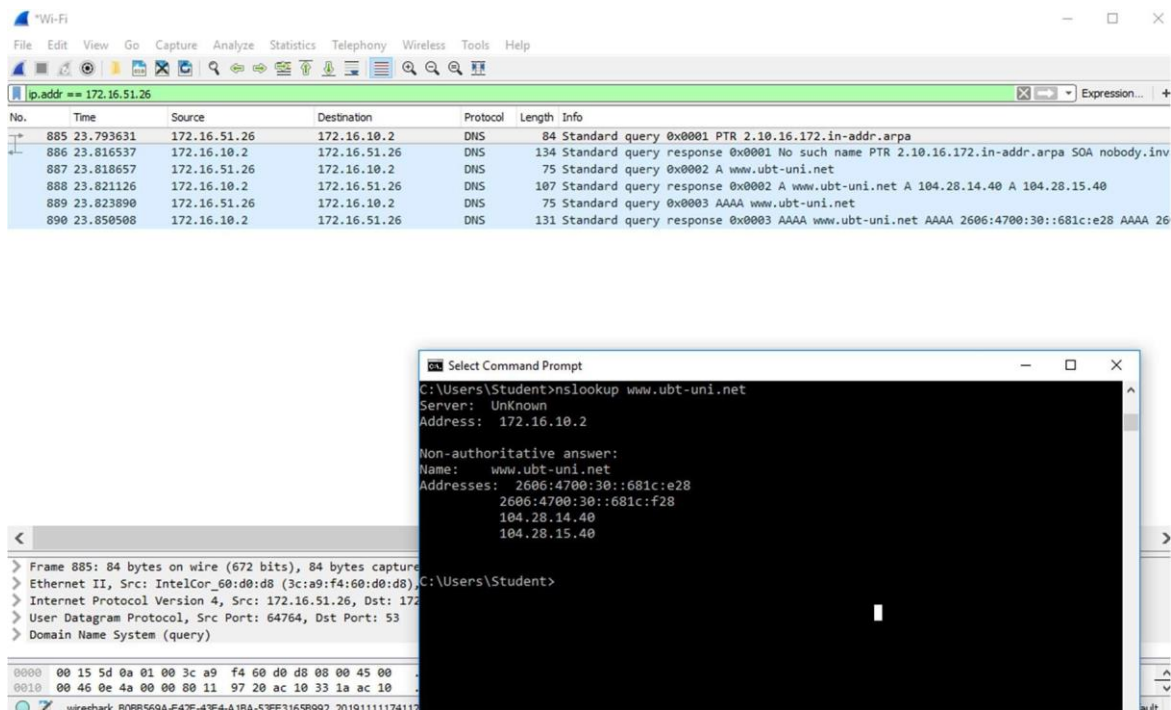 *Wi-Fi
File Edit View Go Capture Analyze Statistics Telephony Wireless Tools Help
ip.addr == 172.16.51.26
Expression... +
No. Time Source Destination Protocol Length Info
885 23.793631 172.16.51.26 172.16.10.2 DNS 84 Standard query 0x0001 PTR 2.10.16.172.in-addr.arpa
886 23.816537 172.16.10.2 172.16.51.26 DNS 134 Standard query response 0x0001 No such name PTR 2.10.16.172.in-addr.arpa SOA nobody.inv
887 23.818657 172.16.51.26 172.16.10.2 DNS 75 Standard query 0x0002 A www.ubt-uni.net
888 23.821126 172.16.10.2 172.16.51.26 DNS 107 Standard query response 0x0002 A www.ubt-uni.net A 104.28.14.40 A 104.28.15.40
889 23.823890 172.16.51.26 172.16.10.2 DNS 75 Standard query 0x0003 AAAA www.ubt-uni.net
890 23.850508 172.16.10.2 172.16.51.26 DNS 131 Standard query response 0x0003 AAAA www.ubt-uni.net AAAA 2606:4700:30::681c:e28 AAAA 26
Select Command Prompt
C:\Users\Student>nslookup www.ubt-uni.net
Server: UnKnown
Address: 172.16.10.2
Non-authoritative answer:
Name: www.ubt-uni.net
Addresses: 2606:4700:30::681c:e28
2606:4700:30::681c:f28
104.28.14.40
104.28.15.40
C:\Users\Student>
Frame 885: 84 bytes on wire (672 bits), 84 bytes capture
Ethernet II, Src: IntelCor_60:d0:d8 (3c:a9:f4:60:d0:d8),
Internet Protocol Version 4, Src: 172.16.51.26, Dst: 172
User Datagram Protocol, Src Port: 64764, Dst Port: 53
Domain Name System (query)
0000 00 15 5d 0a 01 00 3c a9 f4 60 d0 d8 08 00 45 00 .
0010 00 46 0e 4a 00 00 80 11 97 20 ac 10 33 1a ac 10 .